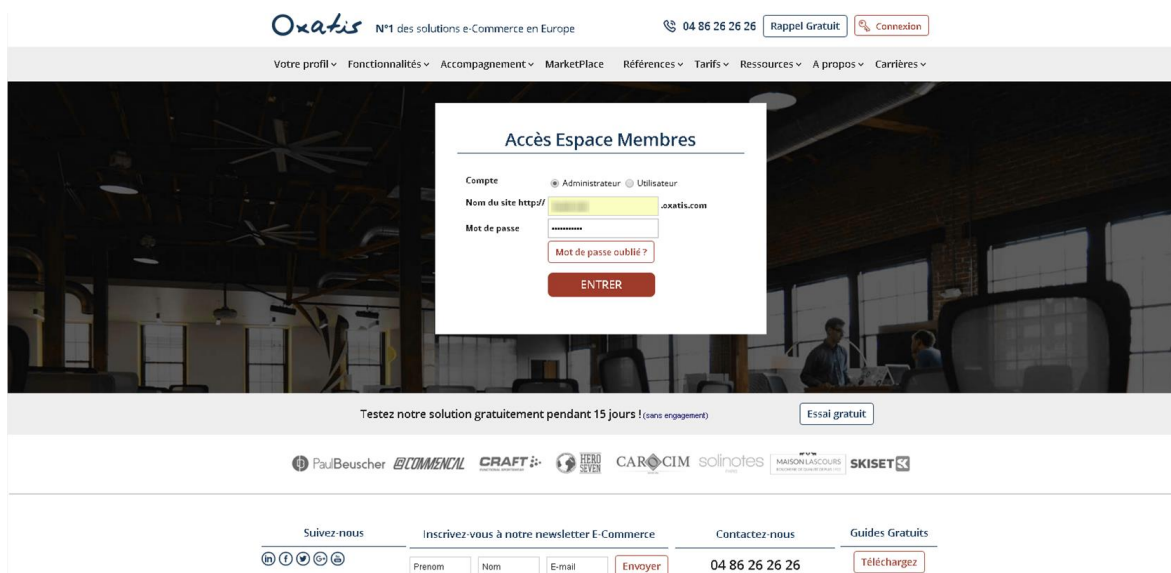 Oxatis N°1 des solutions e-Commerce en Europe 04 86 26 26 26 Rappel Gratuit Connexion
Votre profil Fonctionnalités Accompagnement MarketPlace Références Tarifs Ressources A propos Carrières
Accès Espace Membres
Compte Administrateur Utilisateur
Nom du site http:// .oxatis.com
Mot de passe •••••••••••
Mot de passe oublié ?
ENTRER
Testez notre solution gratuitement pendant 15 jours ! (sans engagement) Essai gratuit
PaulBeuscher COMMENCAL CRAFT HERO SEVEN CAROCIM solinotes MAISON LASCOURS SKISET
Suivez-nous Inscrivez-vous à notre newsletter E-Commerce Contactez-nous Guides Gratuits
Prenom Nom E-mail Envoyer 04 86 26 26 26 Téléchargez